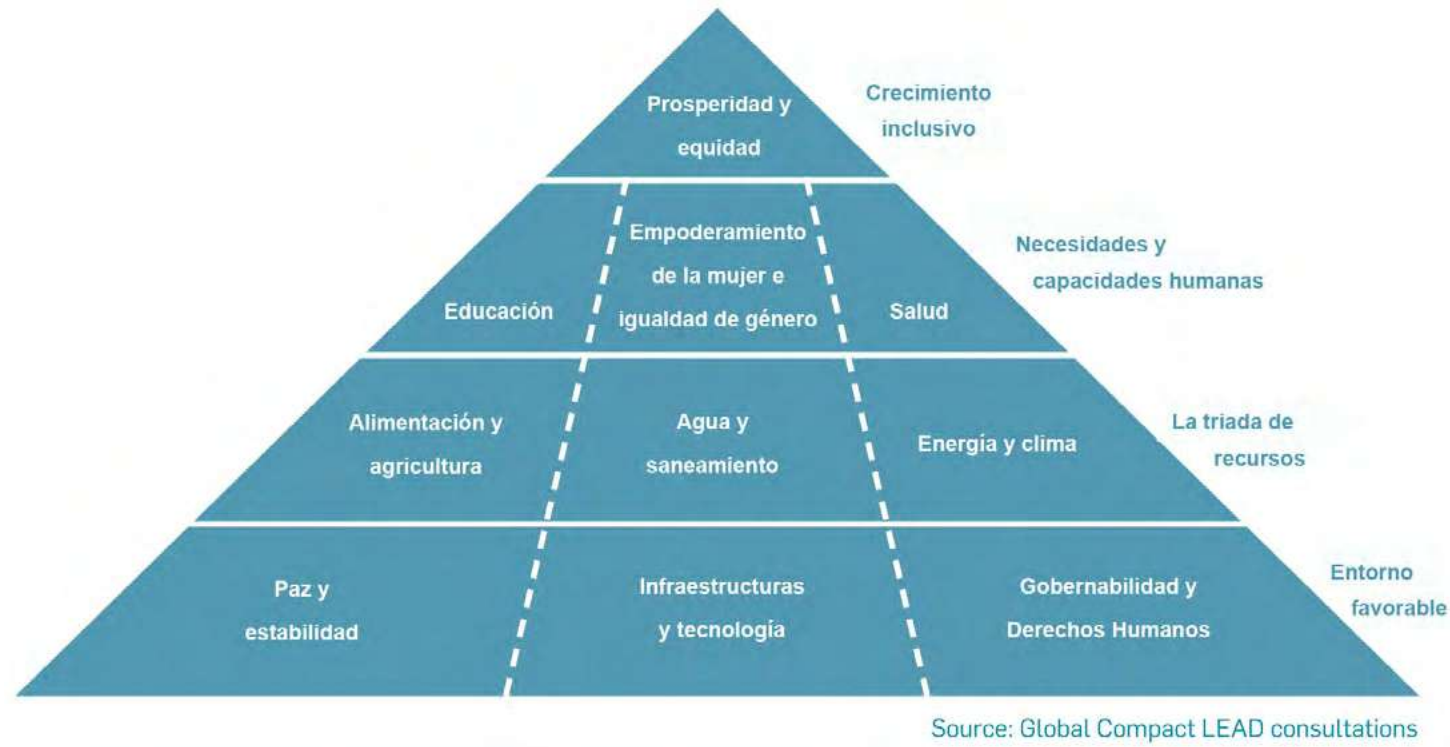 Prosperidad y
equidad
Crecimiento
inclusivo
Educación
Empoderamiento
de la mujer e
igualdad de género
Salud
Necesidades y
capacidades humanas
Alimentación y
agricultura
Agua y
saneamiento
Energía y clima
La triada de
recursos
Paz y
estabilidad
Infraestructuras
y tecnología
Gobernabilidad y
Derechos Humanos
Entorno
favorable
Source: Global Compact LEAD consultations